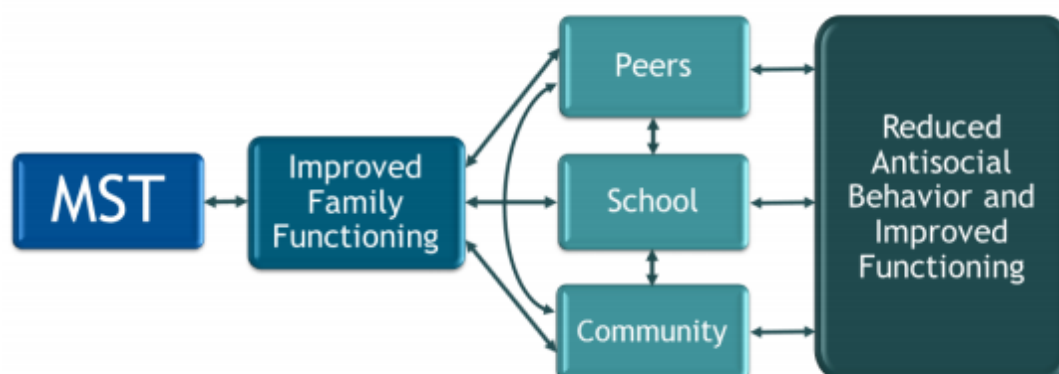 MST
Improved
Family
Functioning
Peers
School
Community
Reduced
Antisocial
Behavior and
Improved
Functioning